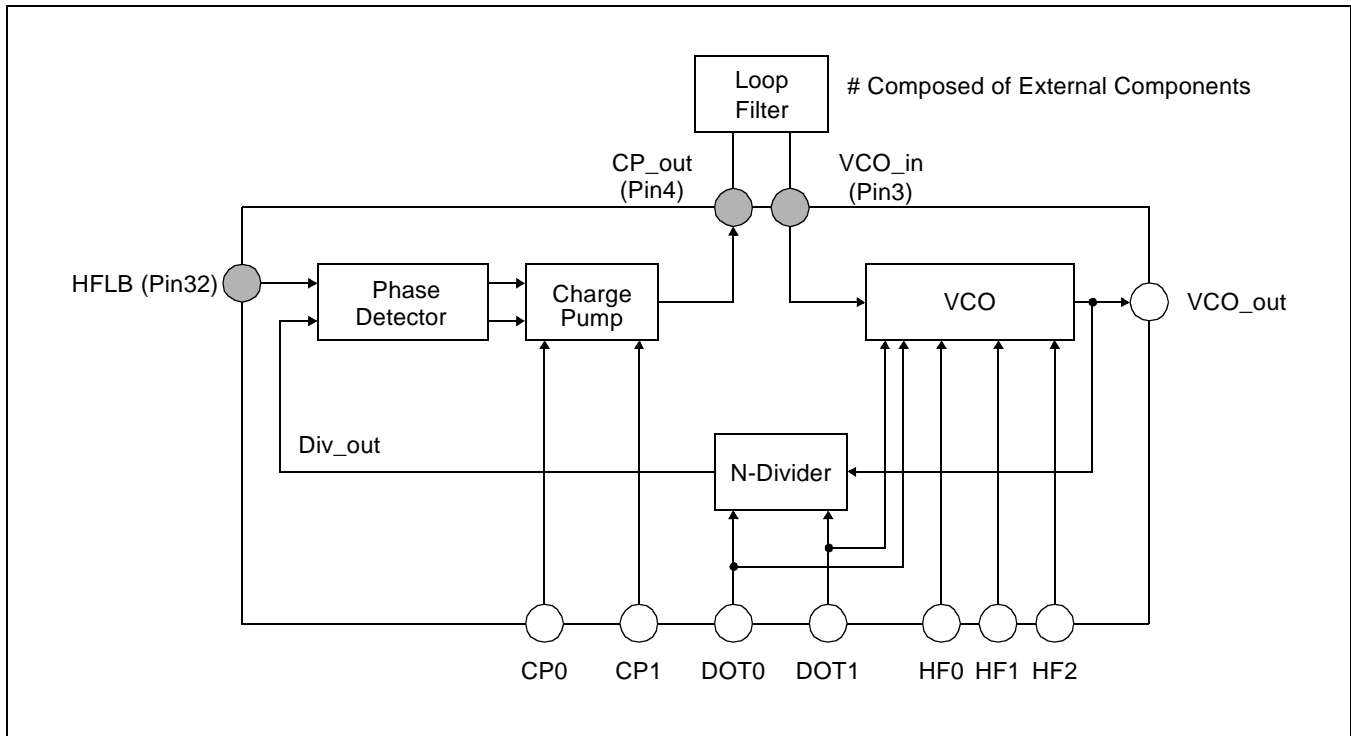 Loop
Filter
# Composed of External Components
CP_out
(Pin4)
VCO_in
(Pin3)
HFLB (Pin32)
Phase
Detector
Charge
Pump
VCO
VCO_out
Div_out
N-Divider
CP0
CP1
DOT0
DOT1
HF0
HF1
HF2